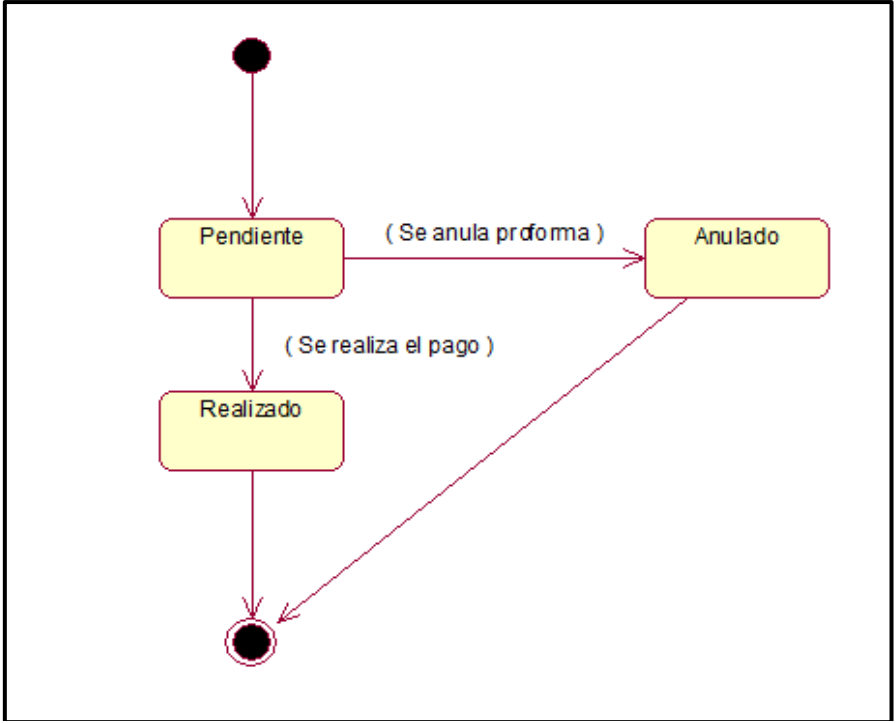 Pendiente
( Se anula proforma )
Anulado
( Se realiza el pago )
Realizado